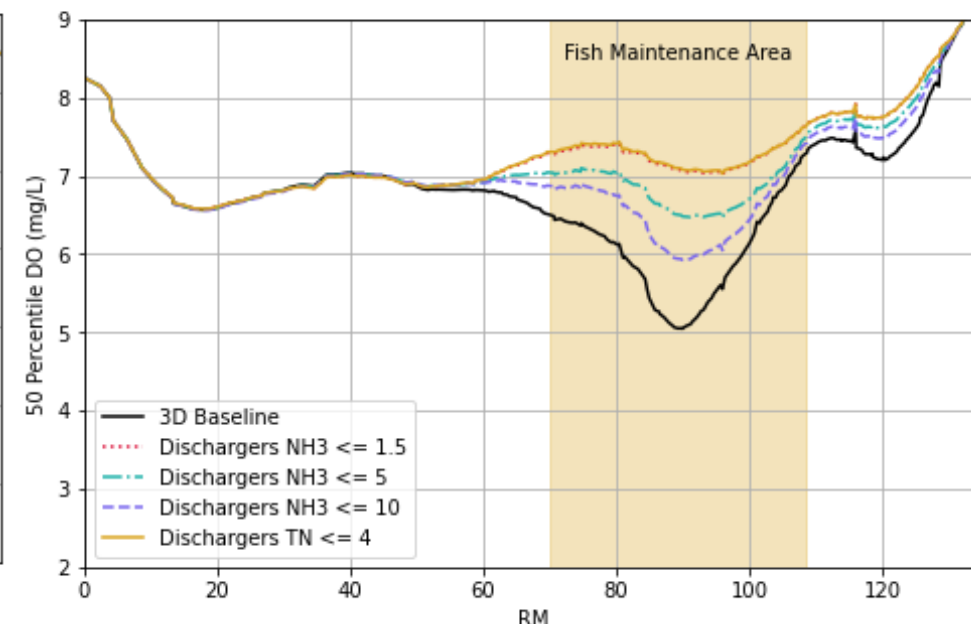 9
8
7
6
5
4
3
2
50 Percentile DO (mg/L)
Fish Maintenance Area
3D Baseline
Dischargers NH3 <= 1.5
Dischargers NH3 <= 5
Dischargers NH3 <= 10
Dischargers TN <= 4
0 20 40 60 80 100 120
RM